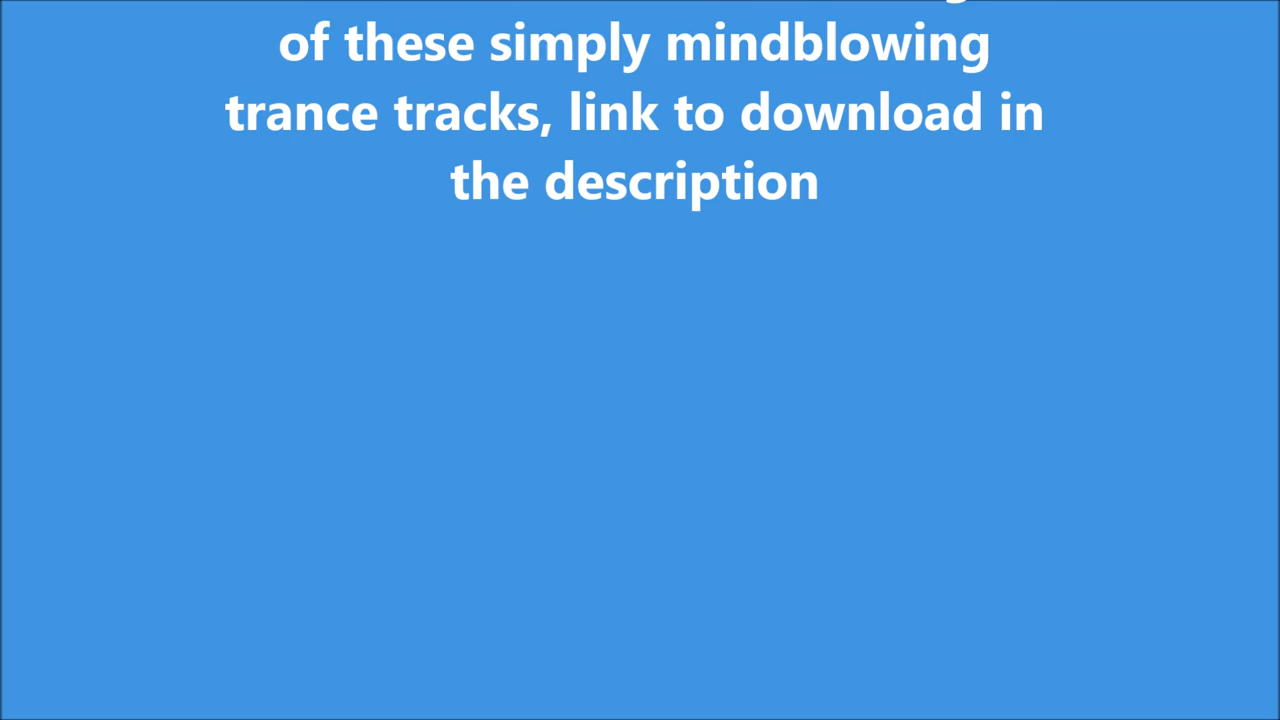 of these simply mindblowing
trance tracks, link to download in
the description